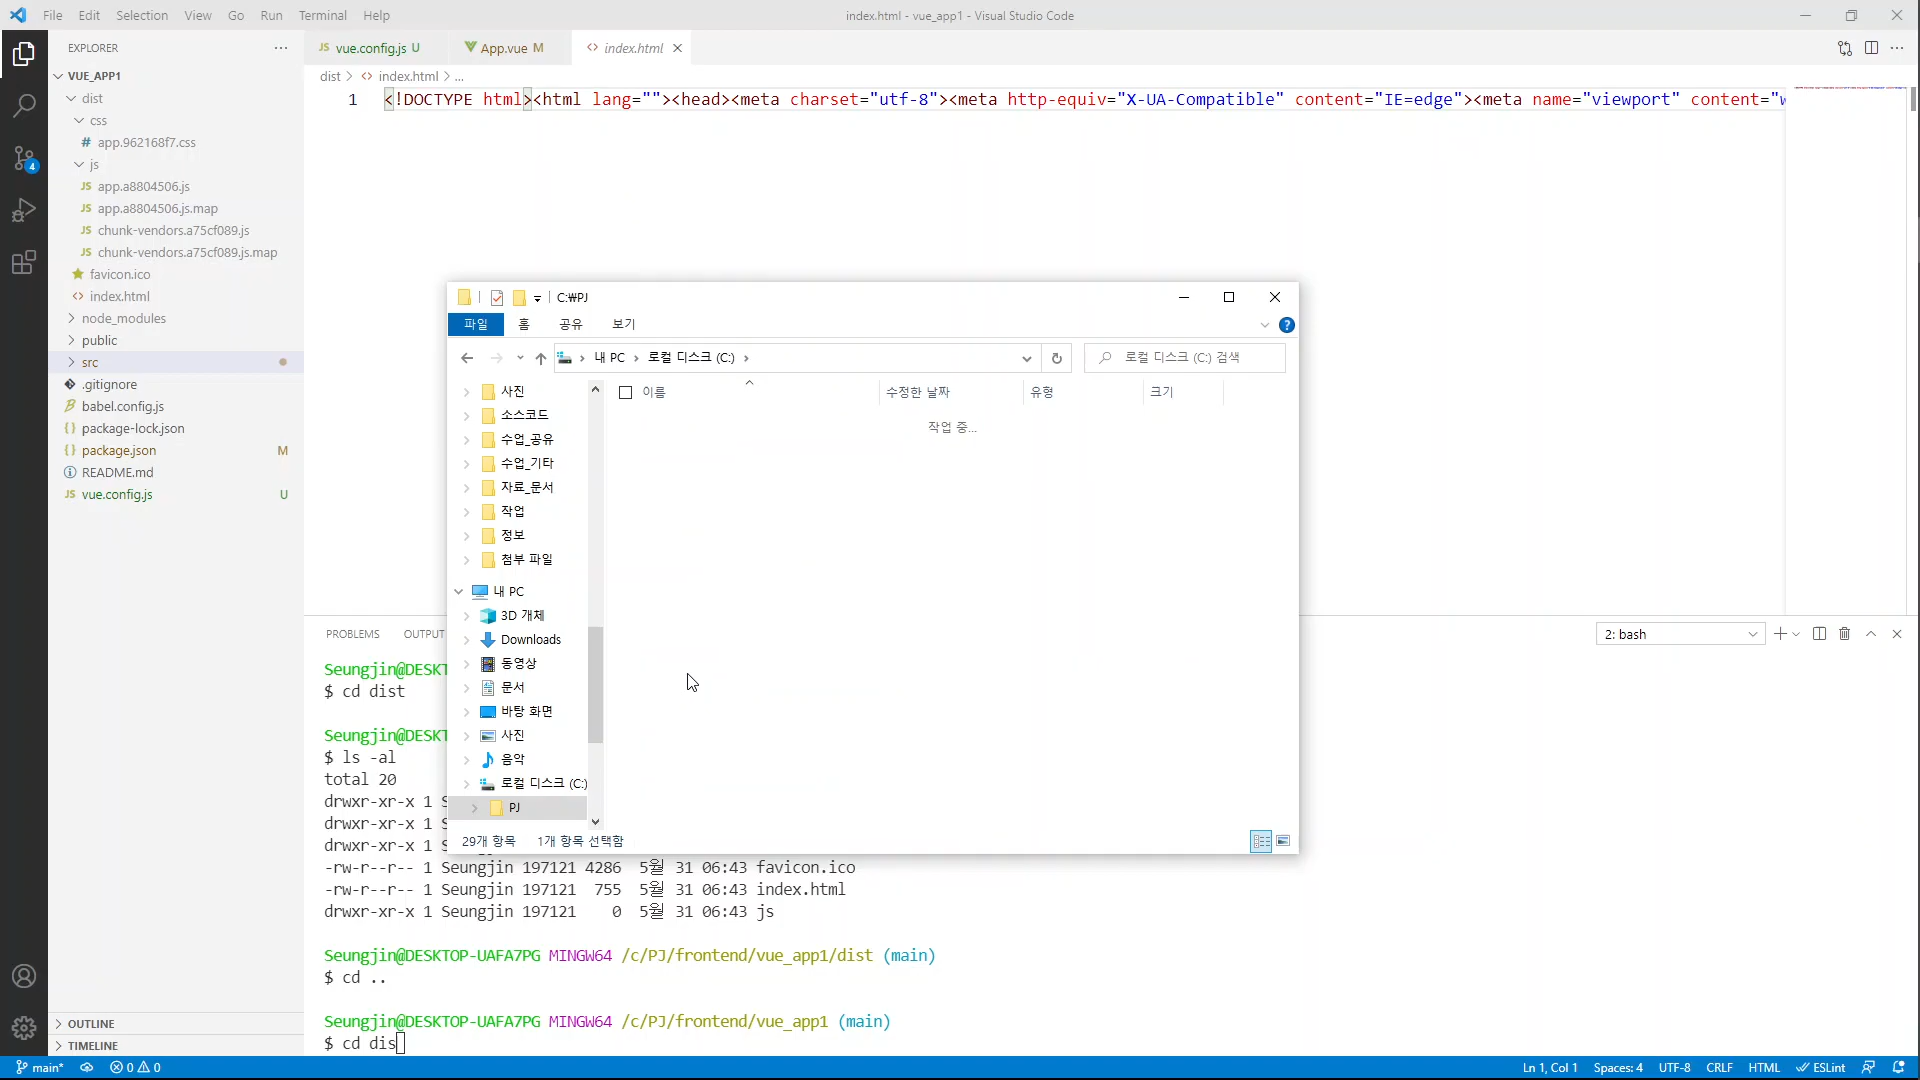 File Edit Selection View Go Run Terminal Help
index.html - vue_app1 - Visual Studio Code
EXPLORER
VUE_APP1
dist
css
# app.962168f7.css
js
JS app.a8804506.js
JS app.a8804506.js.map
JS chunk-vendors.a75cf089.js
JS chunk-vendors.a75cf089.js.map
favicon.ico
<> index.html
node_modules
public
src
.gitignore
babel.config.js
{} package-lock.json
{} package.json M
README.md
JS vue.config.js U
OUTLINE
TIMELINE
4
JS vue.config.js U
App.vue M
<> index.html
dist > <> index.html > ...
1 <!DOCTYPE html><html lang=""><head><meta charset="utf-8"><meta http-equiv="X-UA-Compatible" content="IE=edge"><meta name="viewport" content="w
C:₩PJ
파일 홈 공유 보기
내 PC > 로컬 디스크 (C:) >
로컬 디스크 (C:) 검색
이름 수정한 날짜 유형 크기
작업 중...
사진
소스코드
수업_공유
수업_기타
자료_문서
작업
정보
첨부 파일
내 PC
3D 개체
Downloads
동영상
문서
바탕 화면
사진
음악
로컬 디스크 (C:)
PJ
29개 항목 1개 항목 선택함
PROBLEMS OUTPUT
2: bash
Seungjin@DESKT
$ cd dist
Seungjin@DESKT
$ ls -al
total 20
drwxr-xr-x 1 S
drwxr-xr-x 1 S
drwxr-xr-x 1 Seungjin
-rw-r--r-- 1 Seungjin 197121 4286 5월 31 06:43 favicon.ico
-rw-r--r-- 1 Seungjin 197121 755 5월 31 06:43 index.html
drwxr-xr-x 1 Seungjin 197121 0 5월 31 06:43 js
Seungjin@DESKTOP-UAFA7PG MINGW64 /c/PJ/frontend/vue_app1/dist (main)
$ cd ..
Seungjin@DESKTOP-UAFA7PG MINGW64 /c/PJ/frontend/vue_app1 (main)
$ cd dis
main* 0 0
Ln 1, Col 1 Spaces: 4 UTF-8 CRLF HTML ESLint